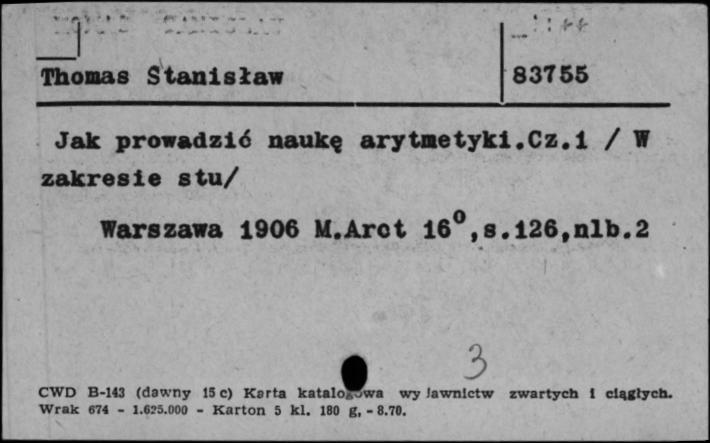 Thomas Stanisław 83755
Jak prowadzić naukę arytmetyki.Cz.1 / W
zakresie stu/
Warszawa 1906 M.Arct 16⁰,s.126,nlb.2
3
CWD B-143 (dawny 15 c) Karta katalogowa wydawnictw zwartych i ciągłych.
Wrak 674 - 1.625.000 - Karton 5 kl. 180 g, - 8.70.